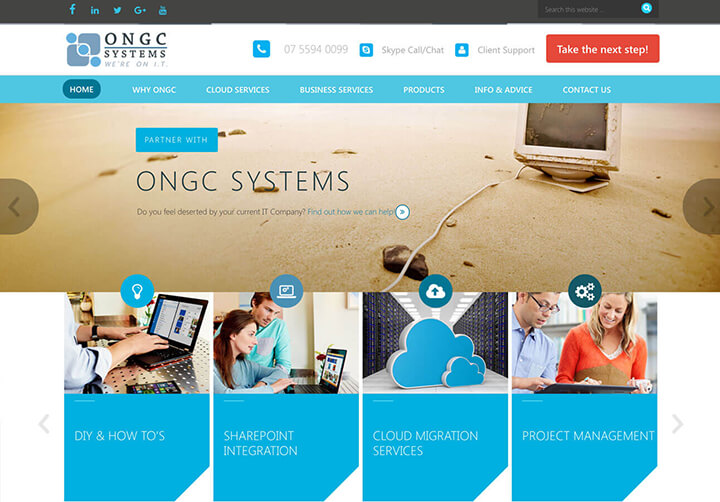 Search this website ...
ONGC
SYSTEMS
WE'RE ON I.T.
07 5594 0099
Skype Call/Chat
Client Support
Take the next step!
HOME
WHY ONGC
CLOUD SERVICES
BUSINESS SERVICES
PRODUCTS
INFO & ADVICE
CONTACT US
PARTNER WITH
ONGC SYSTEMS
Do you feel deserted by your current IT Company? Find out how we can help
DIY & HOW TO'S
SHAREPOINT
INTEGRATION
CLOUD MIGRATION
SERVICES
PROJECT MANAGEMENT